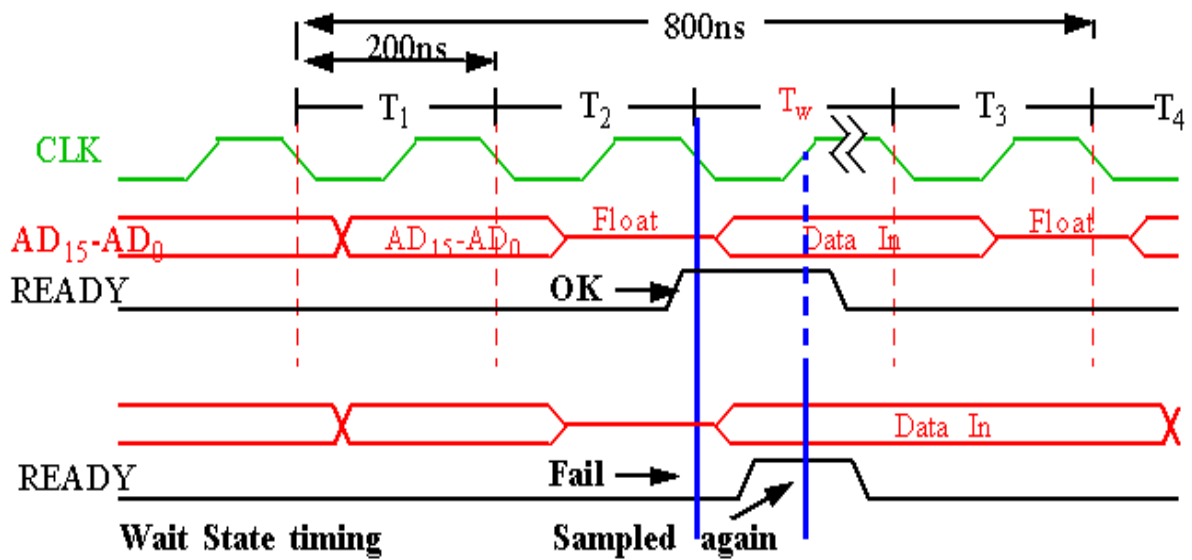 800ns
200ns
T1 T2 Tw T3 T4
CLK
Float
AD15-AD0 AD15-AD0 Data In Float
READY OK
Data In
READY Fail
Wait State timing Sampled again